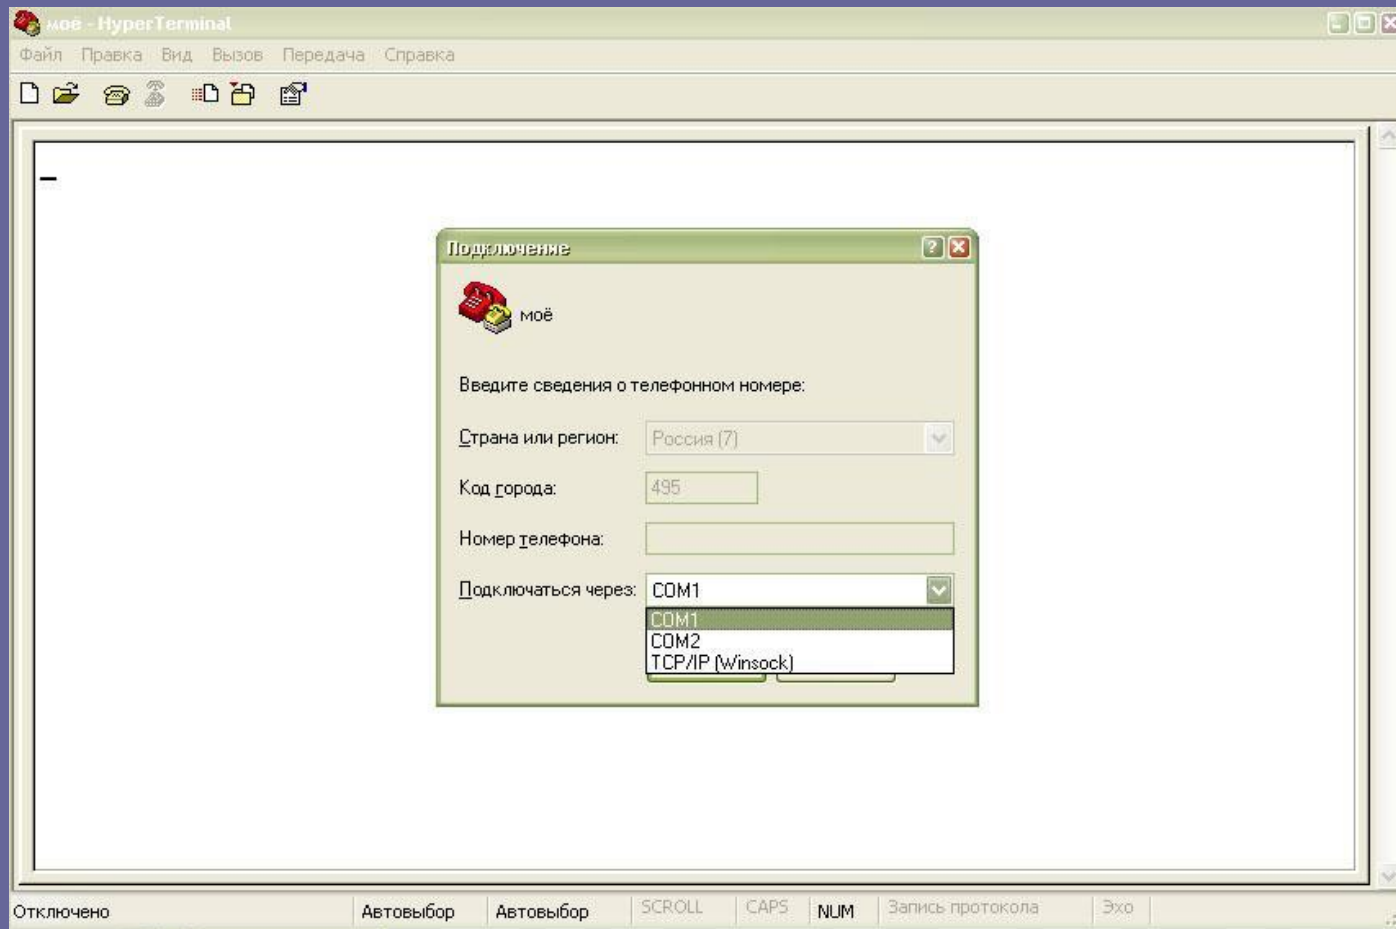 моё - HyperTerminal
Файл Правка Вид Вызов Передача Справка
Подключение
моё
Введите сведения о телефонном номере:
Страна или регион: Россия (7)
Код города: 495
Номер телефона:
Подключаться через: COM1
COM1
COM2
TCP/IP (Winsock)
Отключено Автовыбор Автовыбор SCROLL CAPS NUM Запись протокола Эхо